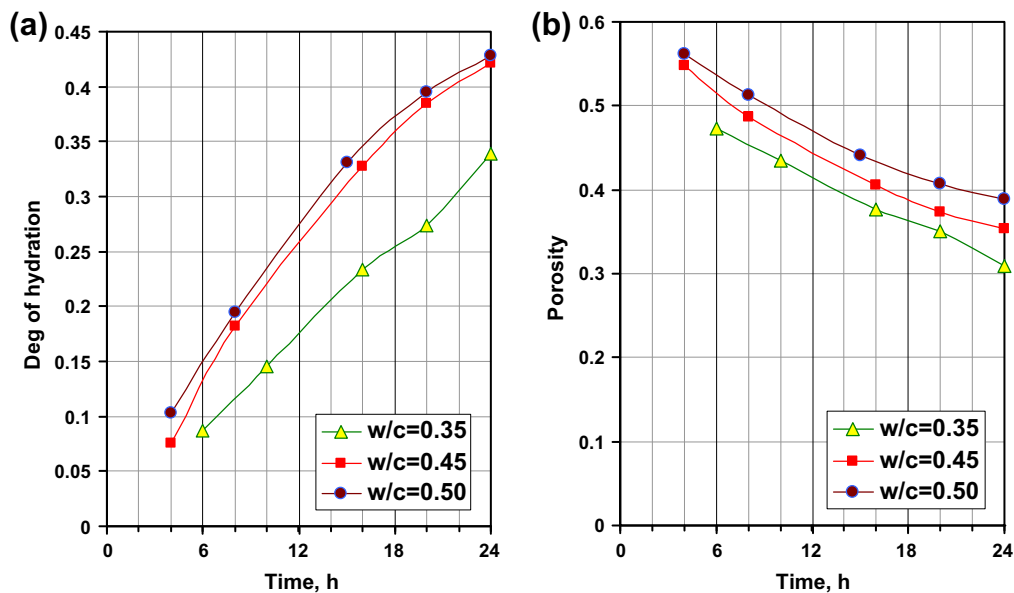 (a)
0.45
0.4
0.35
0.3
0.25
0.2
0.15
0.1
0.05
0
Deg of hydration
0 6 12 18 24
Time, h
w/c=0.35
w/c=0.45
w/c=0.50
(b)
0.6
0.5
0.4
0.3
0.2
0.1
0
Porosity
0 6 12 18 24
Time, h
w/c=0.35
w/c=0.45
w/c=0.50